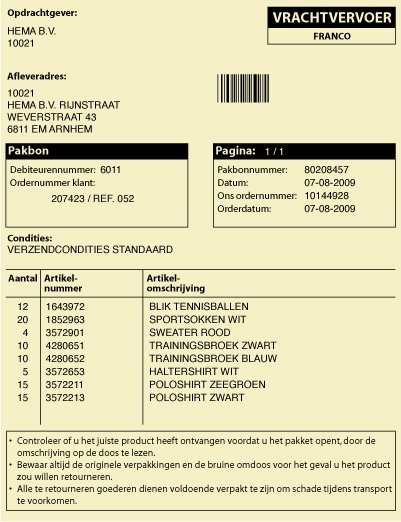 Opdrachtgever:
HEMA B.V.
10021
VRACHTVERVOER
FRANCO
Afleveradres:
10021
HEMA B.V. RIJNSTRAAT
WEVERSTRAAT 43
6811 EM ARNHEM
Pakbon
Debiteurennummer: 6011
Ordernummer klant:
207423 / REF. 052
Pagina: 1 / 1
Pakbonnummer: 80208457
Datum: 07-08-2009
Ons ordernummer: 10144928
Orderdatum: 07-08-2009
Condities:
VERZENDCONDITIES STANDAARD
Aantal Artikel-nummer Artikel-omschrijving
12 1643972 BLIK TENNISBALLEN
20 1852963 SPORTSOKKEN WIT
4 3572901 SWEATER ROOD
10 4280651 TRAININGSBROEK ZWART
10 4280652 TRAININGSBROEK BLAUW
5 3572653 HALTERSHIRT WIT
15 3572211 POLOSHIRT ZEEGROEN
15 3572213 POLOSHIRT ZWART
• Controleer of u het juiste product heeft ontvangen voordat u het pakket opent, door de
omschrijving op de doos te lezen.
• Bewaar altijd de originele verpakkingen en de bruine omdoos voor het geval u het product
zou willen retourneren.
• Alle te retourneren goederen dienen voldoende verpakt te zijn om schade tijdens transport
te voorkomen.